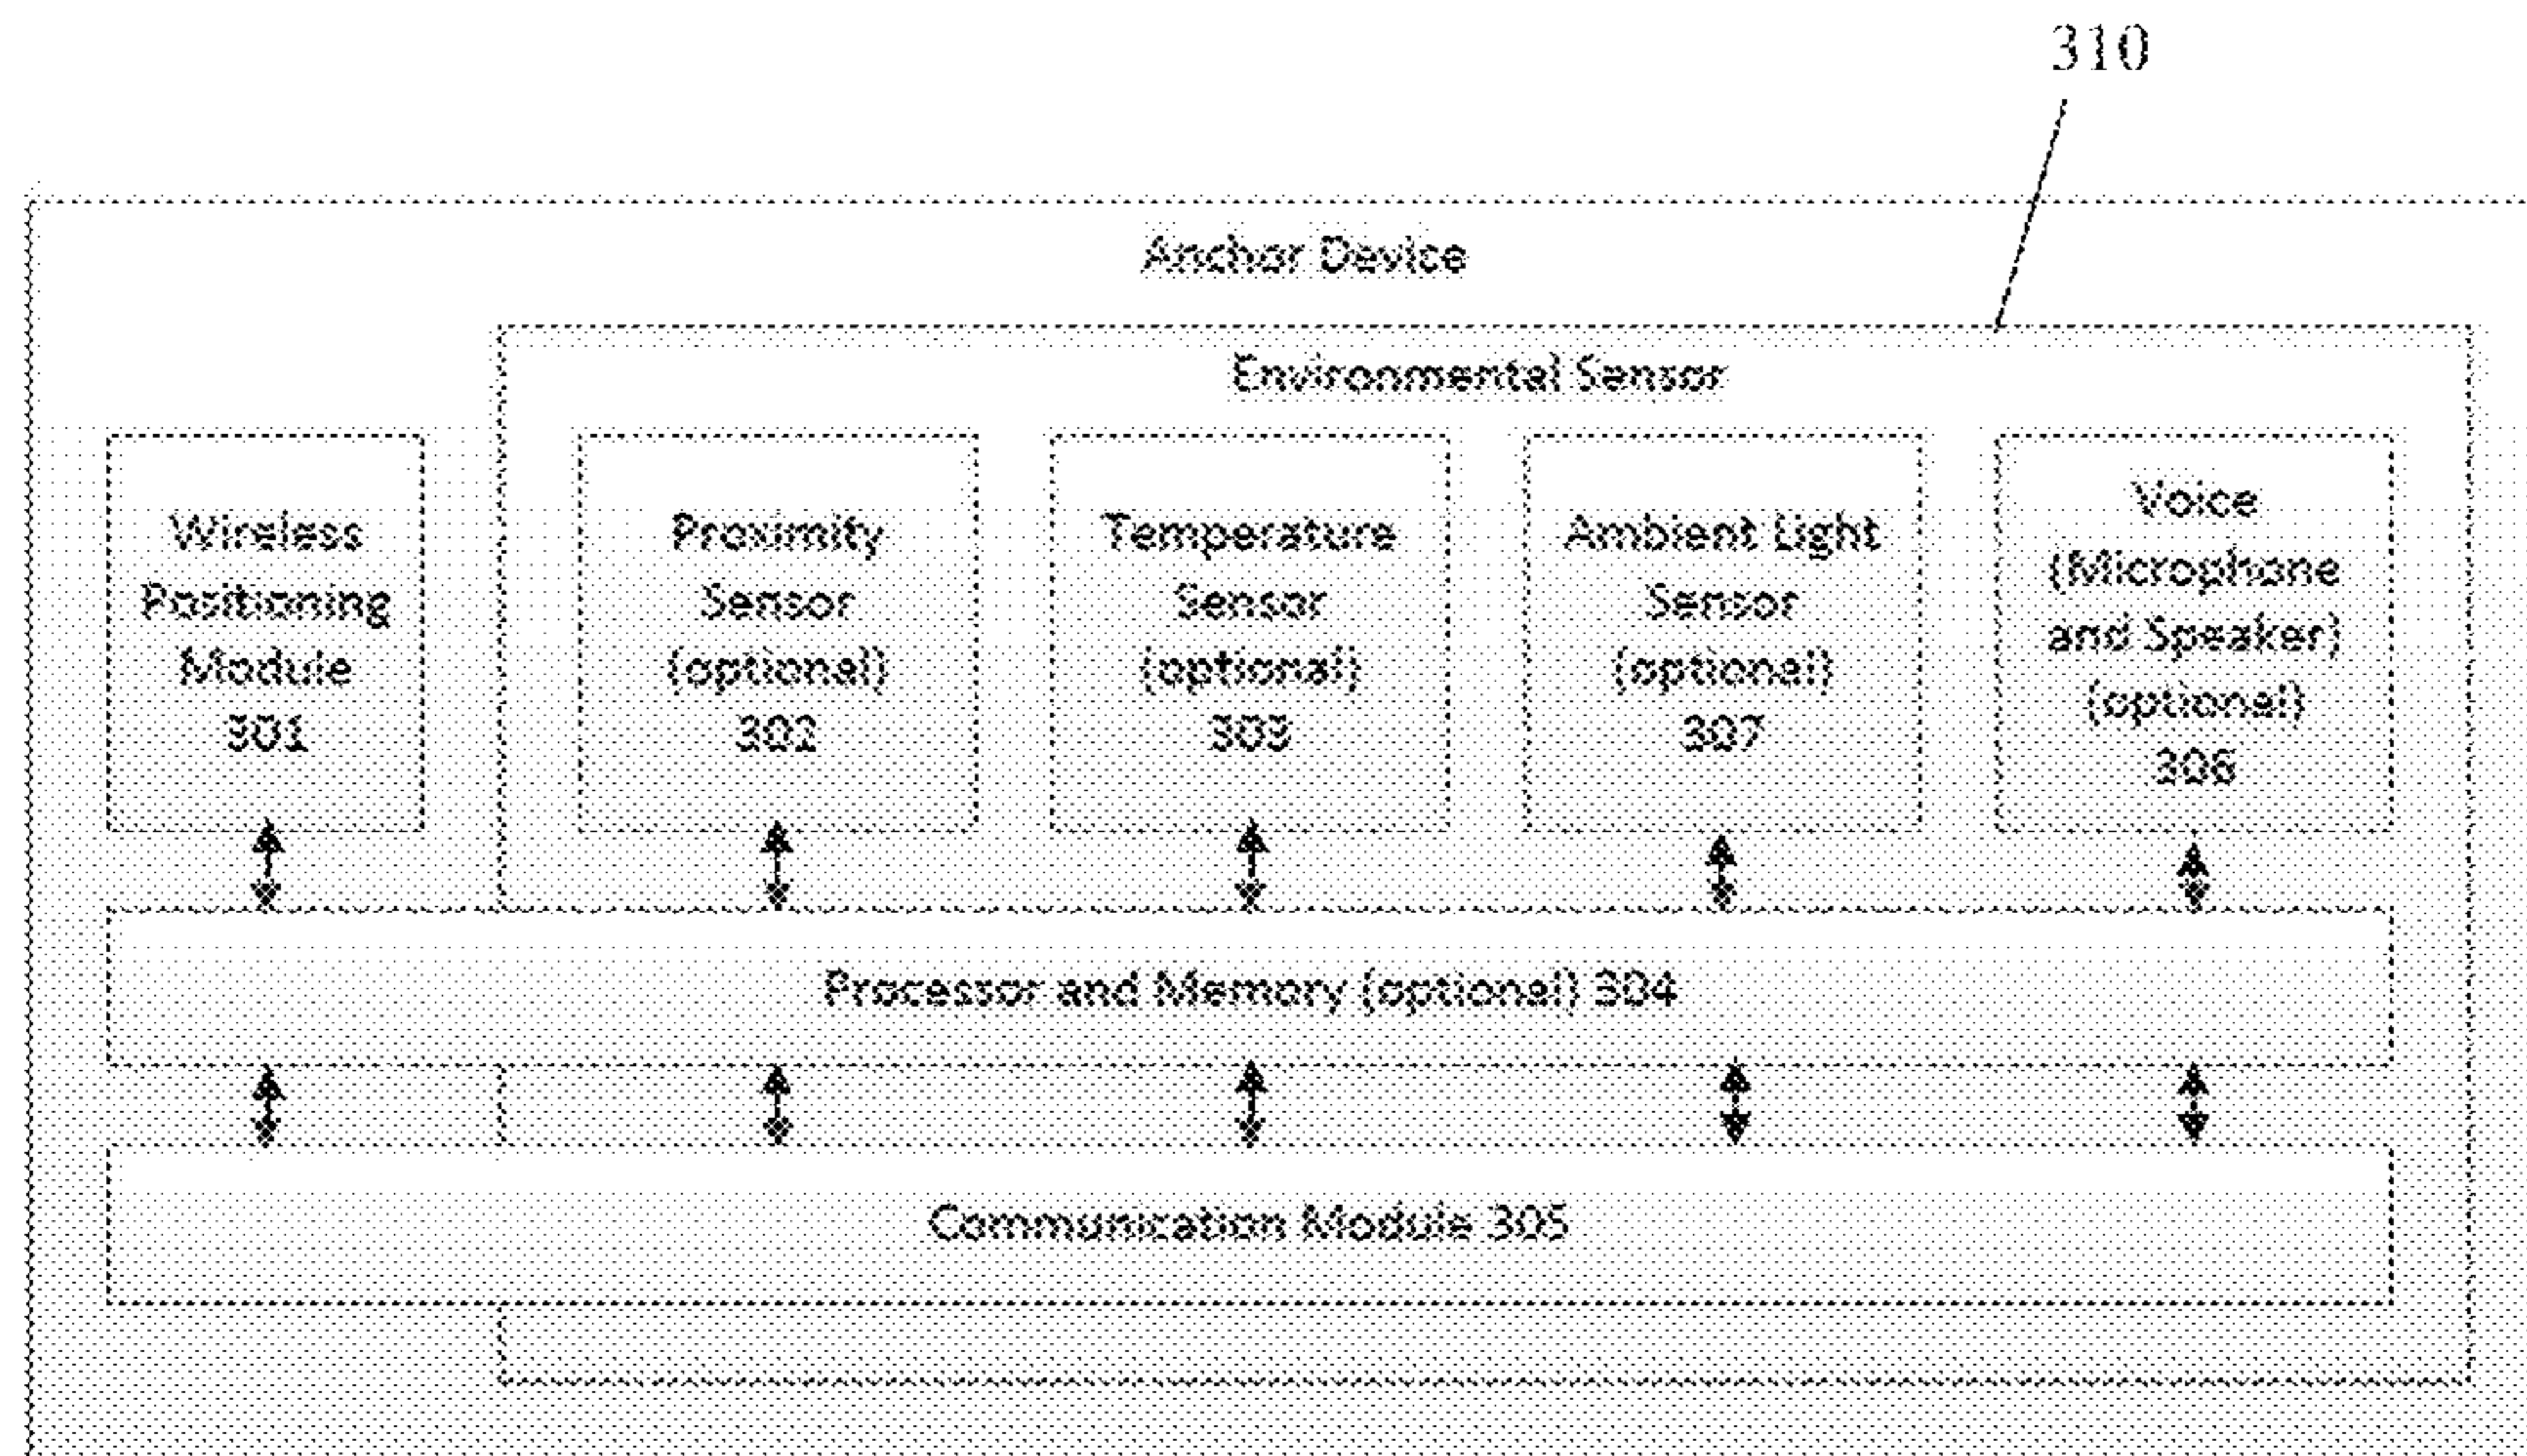 310
Anchor Device
Environmental Sensor
Wireless
Positioning
Module
301
Proximity
Sensor
(optional)
302
Temperature
Sensor
(optional)
303
Ambient Light
Sensor
(optional)
307
Voice
(Microphone
and Speaker)
(optional)
306
Processor and Memory (optional) 304
Communication Module 305